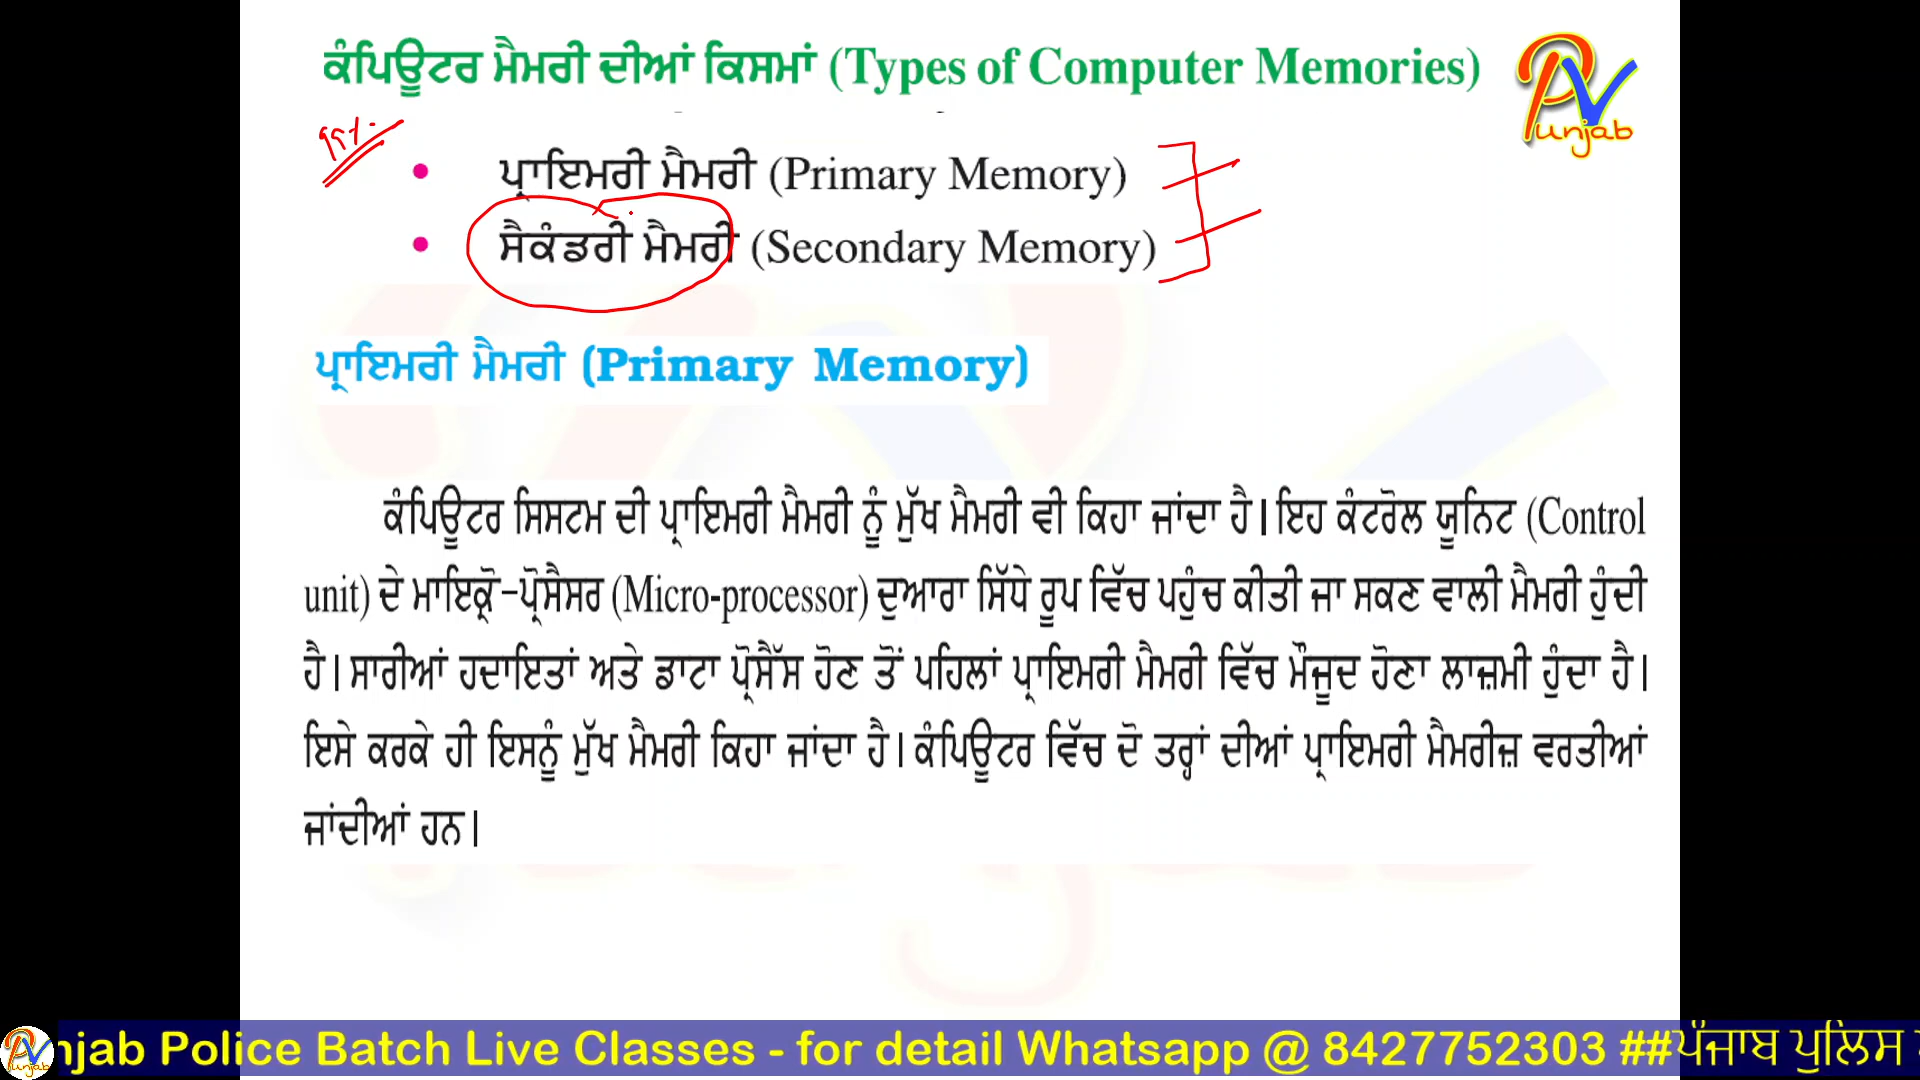 ਕੰਪਿਊਟਰ ਮੈਮਰੀ ਦੀਆਂ ਕਿਸਮਾਂ (Types of Computer Memories)
PV
unjab
99%.
• ਪ੍ਰਾਇਮਰੀ ਮੈਮਰੀ (Primary Memory)
• ਸੈਕੰਡਰੀ ਮੈਮਰੀ (Secondary Memory)
ਪ੍ਰਾਇਮਰੀ ਮੈਮਰੀ (Primary Memory)
ਕੰਪਿਊਟਰ ਸਿਸਟਮ ਦੀ ਪ੍ਰਾਇਮਰੀ ਮੈਮਰੀ ਨੂੰ ਮੁੱਖ ਮੈਮਰੀ ਵੀ ਕਿਹਾ ਜਾਂਦਾ ਹੈ। ਇਹ ਕੰਟਰੋਲ ਯੂਨਿਟ (Control
unit) ਦੇ ਮਾਇਕ੍ਰੋ-ਪ੍ਰੋਸੈਸਰ (Micro-processor) ਦੁਆਰਾ ਸਿੱਧੇ ਰੂਪ ਵਿੱਚ ਪਹੁੰਚ ਕੀਤੀ ਜਾ ਸਕਣ ਵਾਲੀ ਮੈਮਰੀ ਹੁੰਦੀ
ਹੈ। ਸਾਰੀਆਂ ਹਦਾਇਤਾਂ ਅਤੇ ਡਾਟਾ ਪ੍ਰੋਸੈੱਸ ਹੋਣ ਤੋਂ ਪਹਿਲਾਂ ਪ੍ਰਾਇਮਰੀ ਮੈਮਰੀ ਵਿੱਚ ਮੌਜੂਦ ਹੋਣਾ ਲਾਜ਼ਮੀ ਹੁੰਦਾ ਹੈ।
ਇਸੇ ਕਰਕੇ ਹੀ ਇਸਨੂੰ ਮੁੱਖ ਮੈਮਰੀ ਕਿਹਾ ਜਾਂਦਾ ਹੈ। ਕੰਪਿਊਟਰ ਵਿੱਚ ਦੋ ਤਰ੍ਹਾਂ ਦੀਆਂ ਪ੍ਰਾਇਮਰੀ ਮੈਮਰੀਜ਼ ਵਰਤੀਆਂ
ਜਾਂਦੀਆਂ ਹਨ।
njab Police Batch Live Classes - for detail Whatsapp @ 8427752303 ##ਪੰਜਾਬ ਪੁਲਿਸ